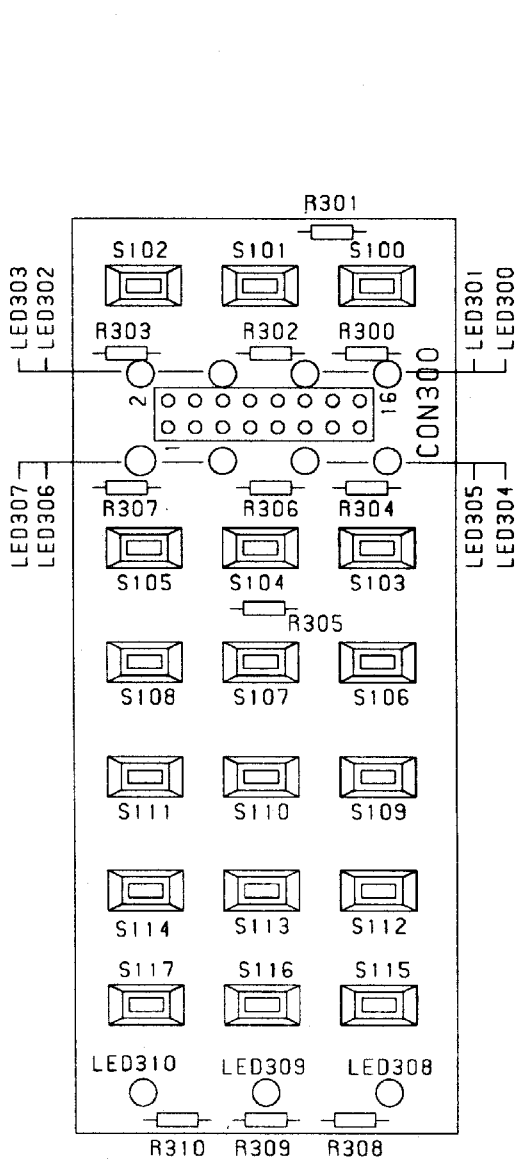 R301
S102 S101 S100
LED303
LED302
LED301
LED300
R303 R302 R300
2
16
CON300
1
LED307
LED306
LED305
LED304
R307 R306 R304
S105 S104 S103
R305
S108 S107 S106
S111 S110 S109
S114 S113 S112
S117 S116 S115
LED310 LED309 LED308
R310 R309 R308